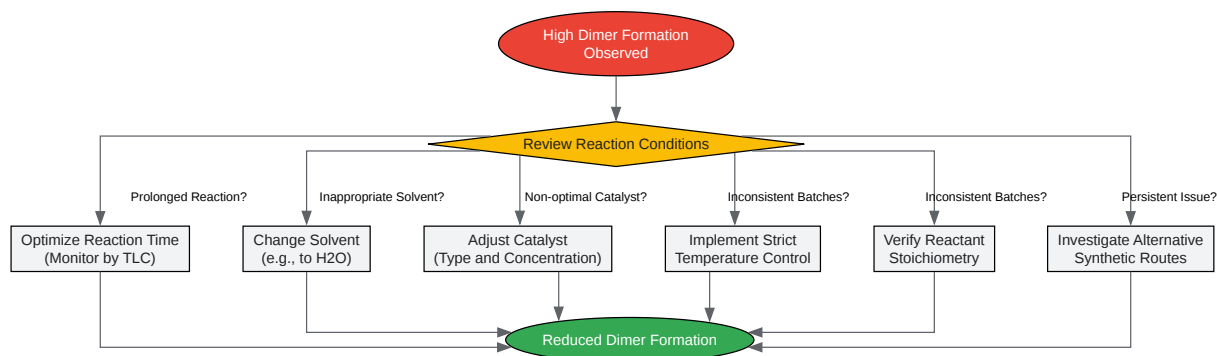 High Dimer Formation
Observed
Review Reaction Conditions
Prolonged Reaction?
Inappropriate Solvent?
Non-optimal Catalyst?
Inconsistent Batches?
Inconsistent Batches?
Persistent Issue?
Optimize Reaction Time
(Monitor by TLC)
Change Solvent
(e.g., to H2O)
Adjust Catalyst
(Type and Concentration)
Implement Strict
Temperature Control
Verify Reactant
Stoichiometry
Investigate Alternative
Synthetic Routes
Reduced Dimer Formation